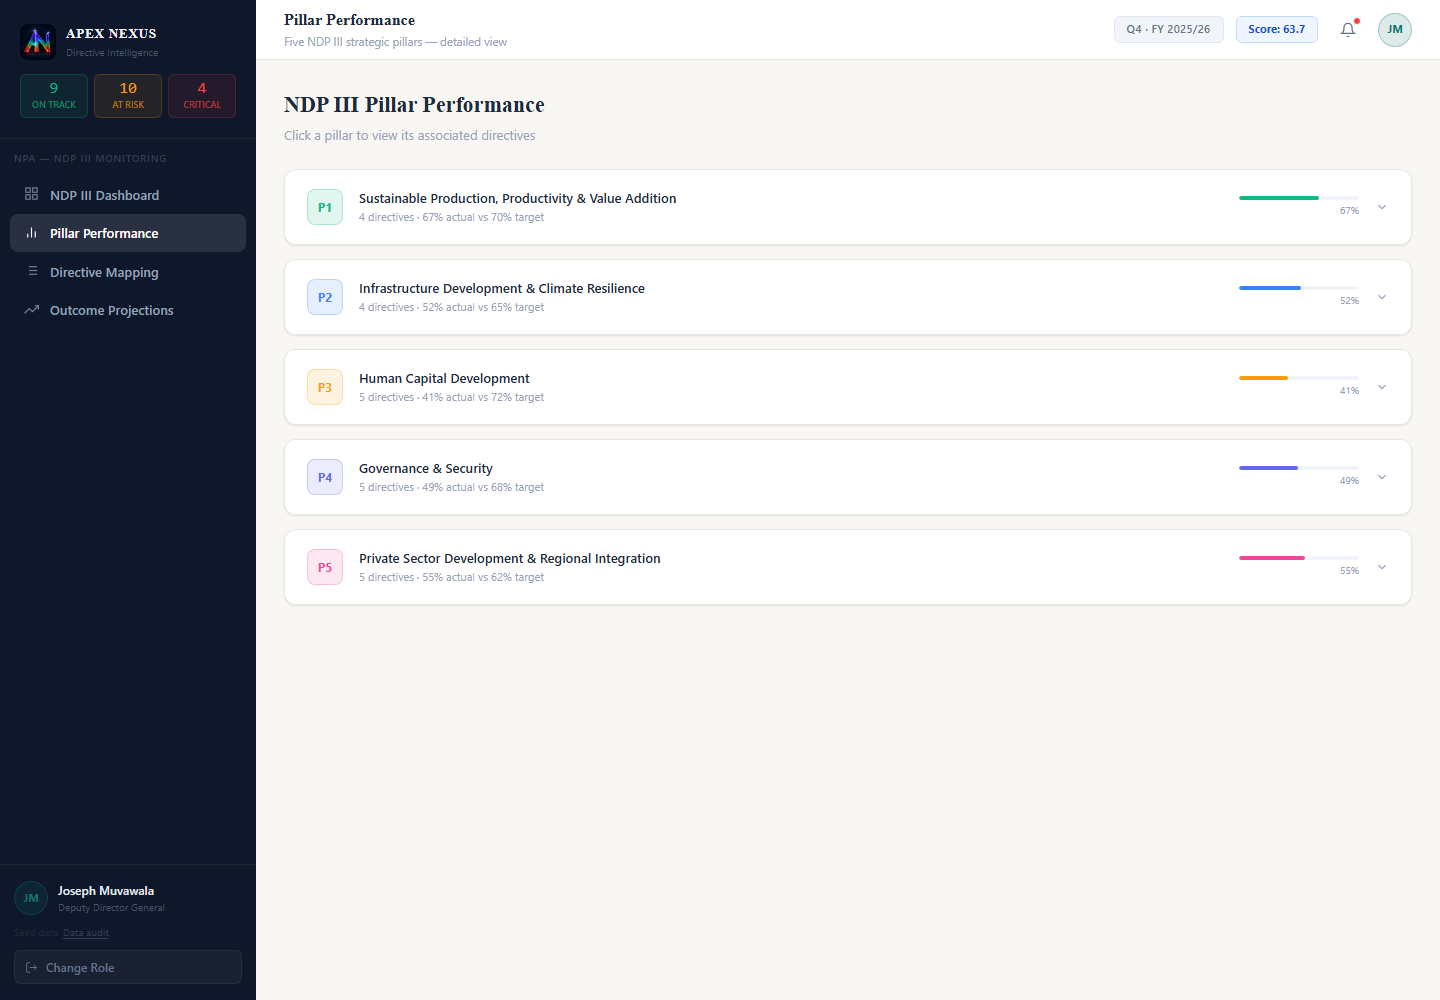 APEX NEXUS
Directive Intelligence
9
ON TRACK
10
AT RISK
4
CRITICAL
NPA — NDP III MONITORING
NDP III Dashboard
Pillar Performance
Directive Mapping
Outcome Projections
JM
Joseph Muvawala
Deputy Director General
Seed data. Data audit
Change Role
Pillar Performance
Five NDP III strategic pillars — detailed view
Q4 · FY 2025/26
Score: 63.7
JM
NDP III Pillar Performance
Click a pillar to view its associated directives
P1
Sustainable Production, Productivity & Value Addition
4 directives · 67% actual vs 70% target
67%
P2
Infrastructure Development & Climate Resilience
4 directives · 52% actual vs 65% target
52%
P3
Human Capital Development
5 directives · 41% actual vs 72% target
41%
P4
Governance & Security
5 directives · 49% actual vs 68% target
49%
P5
Private Sector Development & Regional Integration
5 directives · 55% actual vs 62% target
55%